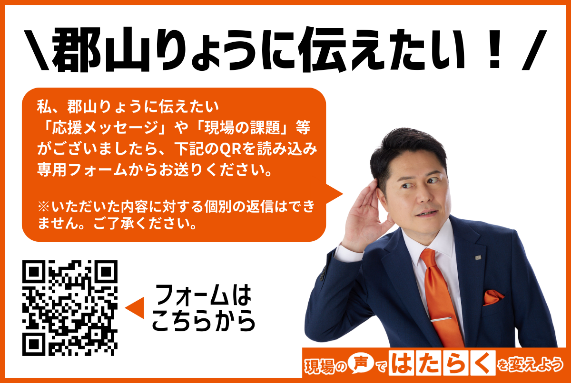 \郡山りょうに伝えたい！/
私、郡山りょうに伝えたい
「応援メッセージ」や「現場の課題」等
がございましたら、下記のQRを読み込み
専用フォームからお送りください。
※いただいた内容に対する個別の返信はでき
ません。ご了承ください。
フォームは
こちらから
現場の声ではたらくを変えよう